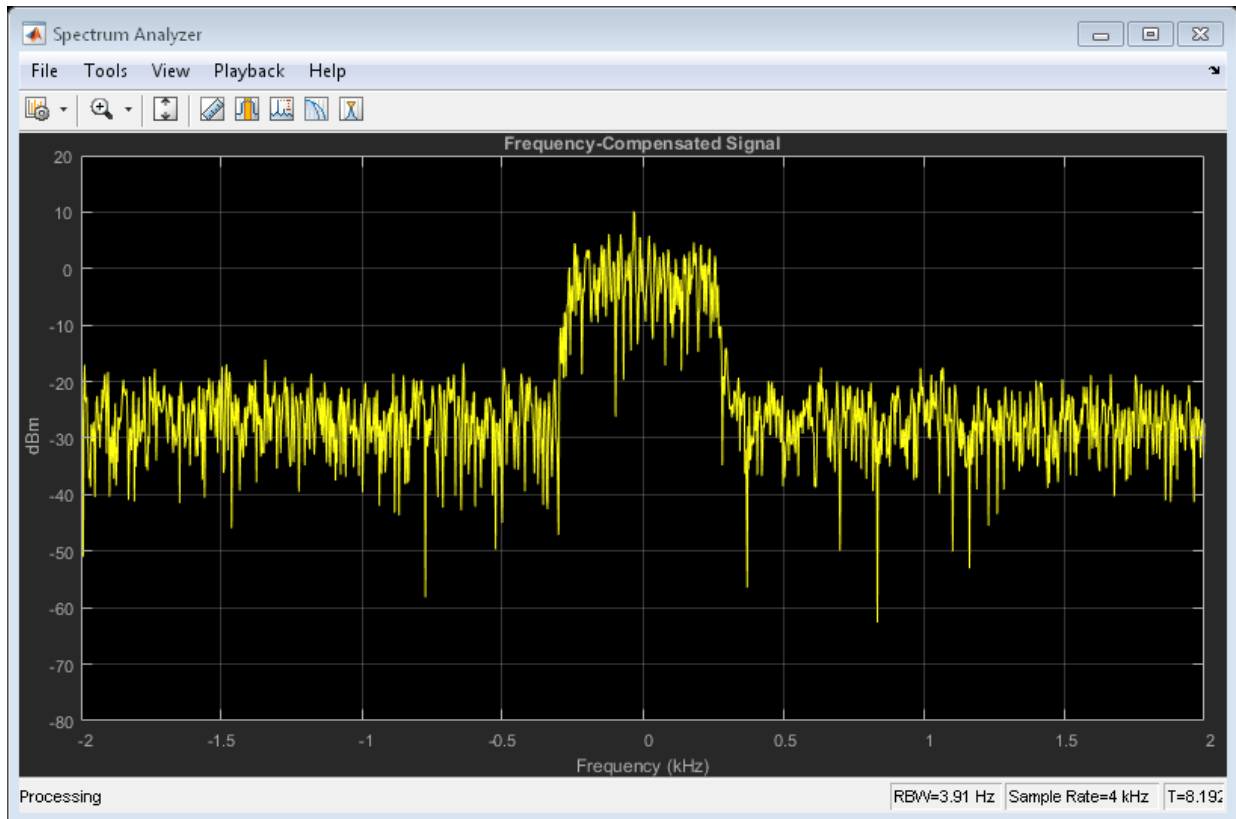 Spectrum Analyzer
File Tools View Playback Help
Frequency-Compensated Signal
20
10
0
-10
-20
-30
-40
-50
-60
-70
-80
dBm
-2 -1.5 -1 -0.5 0 0.5 1 1.5 2
Frequency (kHz)
Processing RBW=3.91 Hz Sample Rate=4 kHz T=8.192